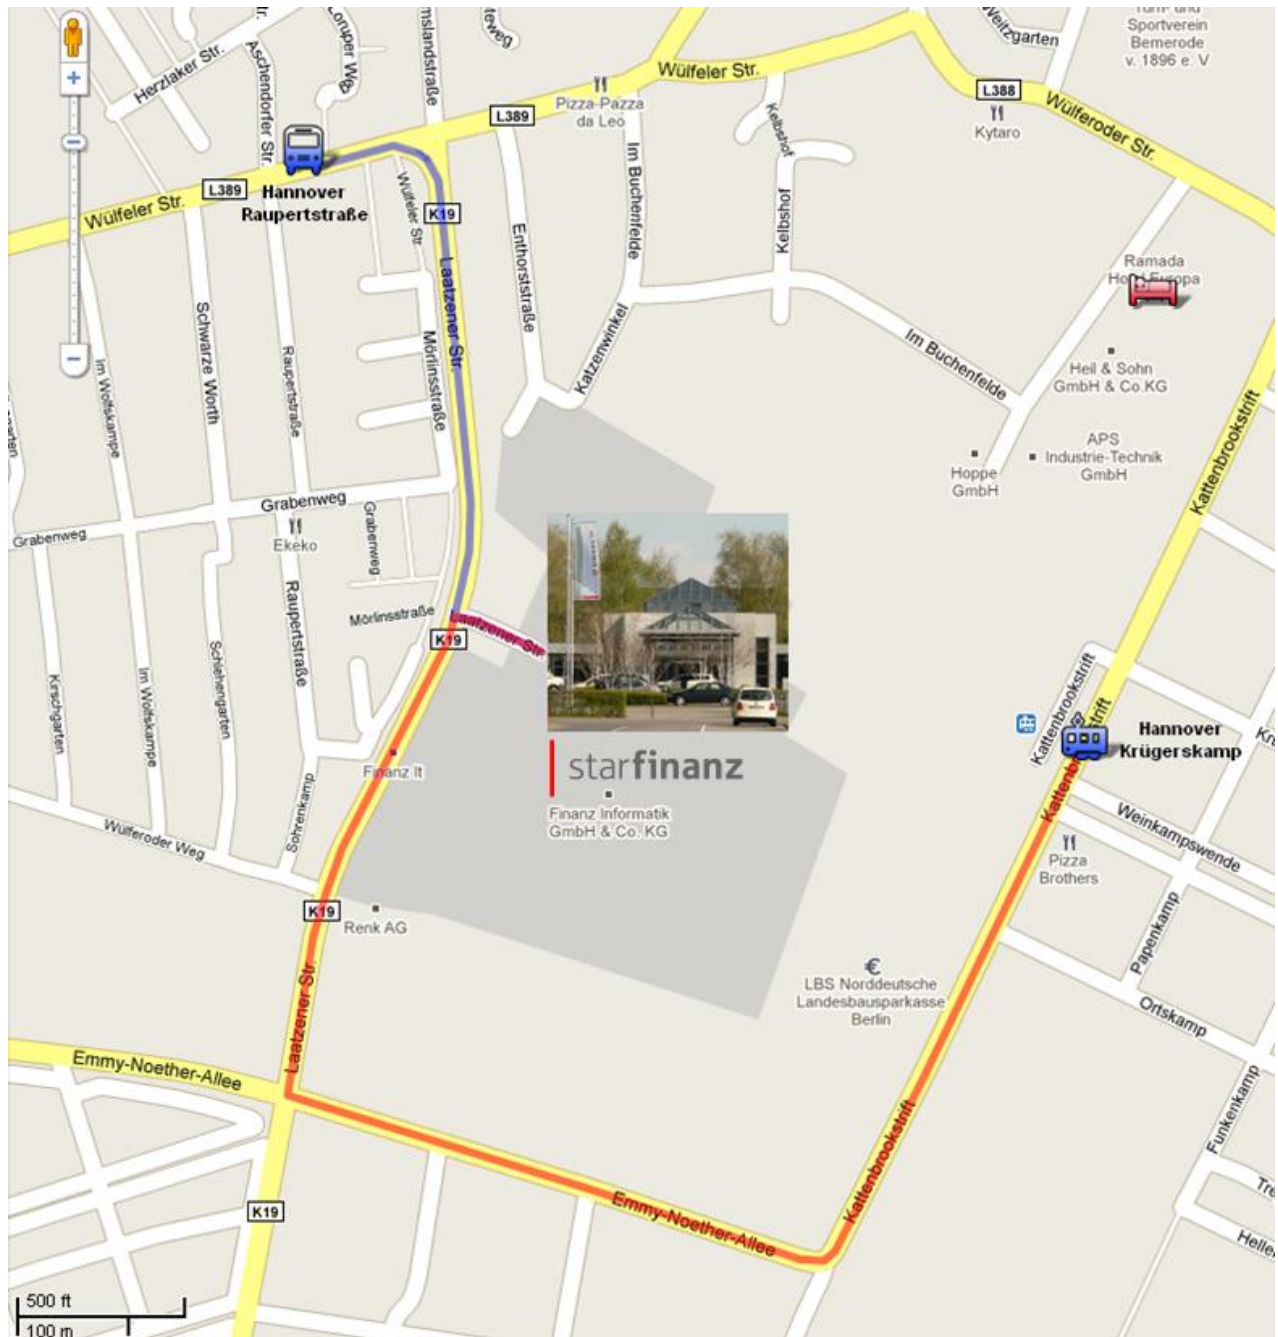 Herzlaker Str.
Aschendorfer Str.
Loruper Weg
Weitzgarten
Sportverein
Bemerode
v. 1896 e. V
Wülfeler Str.
L388
Pizza-Pazza
da Leo
Kytaro
L389
Wülferoder Str.
Kelbshof
Im Buchenfelde
L389
Hannover
Raupertstraße
Wülfeler Str.
Wülfeler Str
K19
Enthorststraße
Kelbshof
Laatzener Str.
Ramada
Schwarze Worth
Mörlinsstraße
Katzenwinkel
Im Buchenfelde
Heil & Sohn
GmbH & Co.KG
Im Wolfskampe
Raupertstraße
Kattenbrookstrift
APS
Industrie-Technik
GmbH
Hoppe
GmbH
Grabenweg
Grabenweg
Ekeko
Grabenweg
Raupertstraße
Mörlinsstraße
Laatzener Str.
K19
Kirschgarten
Im Wolfskampe
Schiehengarten
Kattenbrookstrift
Hannover
Krügerskamp
starfinanz
Finanz It
Finanz Informatik
GmbH & Co. KG
Sohrenkamp
Wülferoder Weg
Weinkampswende
Pizza
Brothers
K19
Renk AG
Papenkamp
LBS Norddeutsche
Landesbausparkasse
Berlin
Ortskamp
Laatzener Str.
Emmy-Noether-Allee
Funkenkamp
Kattenbrookstrift
Emmy-Noether-Allee
K19
500 ft
100 m